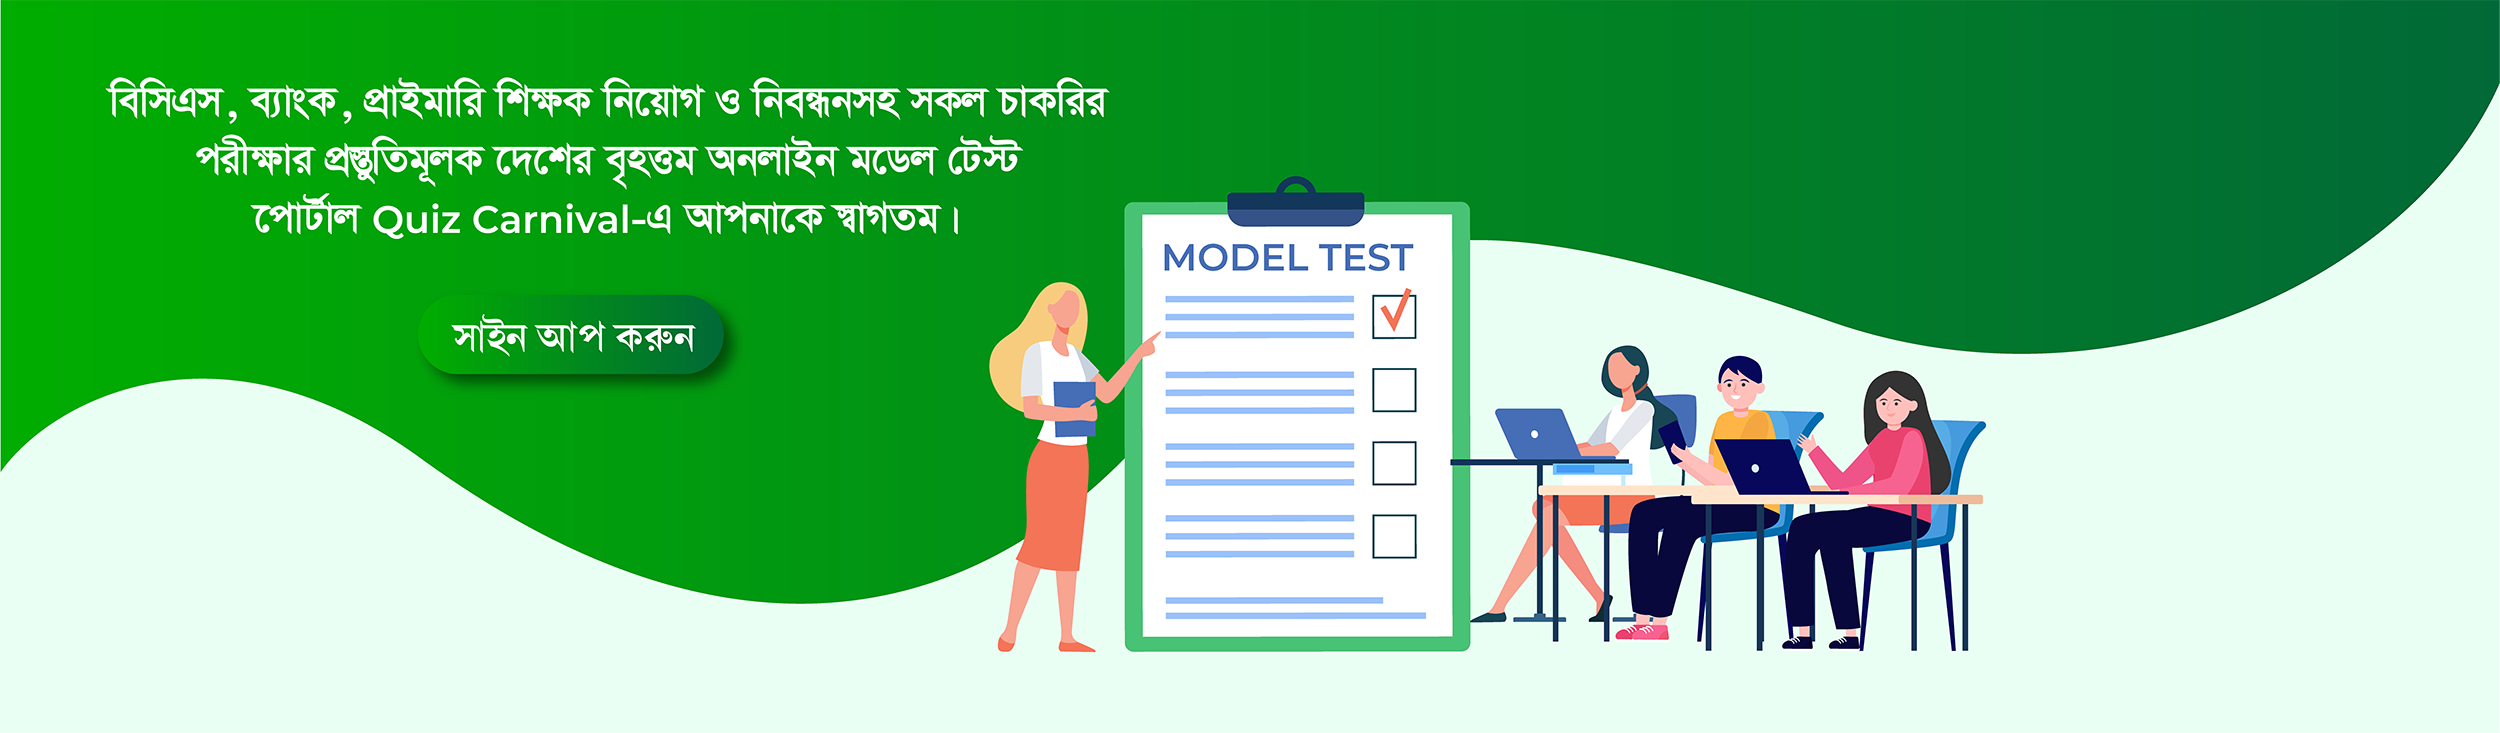 বিসিএস, ব্যাংক, প্রাইমারি শিক্ষক নিয়োগ ও নিবন্ধনসহ সকল চাকরির
পরীক্ষার প্রস্তুতিমূলক দেশের বৃহত্তম অনলাইন মডেল টেস্ট
পোর্টাল Quiz Carnival-এ আপনাকে স্বাগতম।
সাইন আপ করুন
MODEL TEST